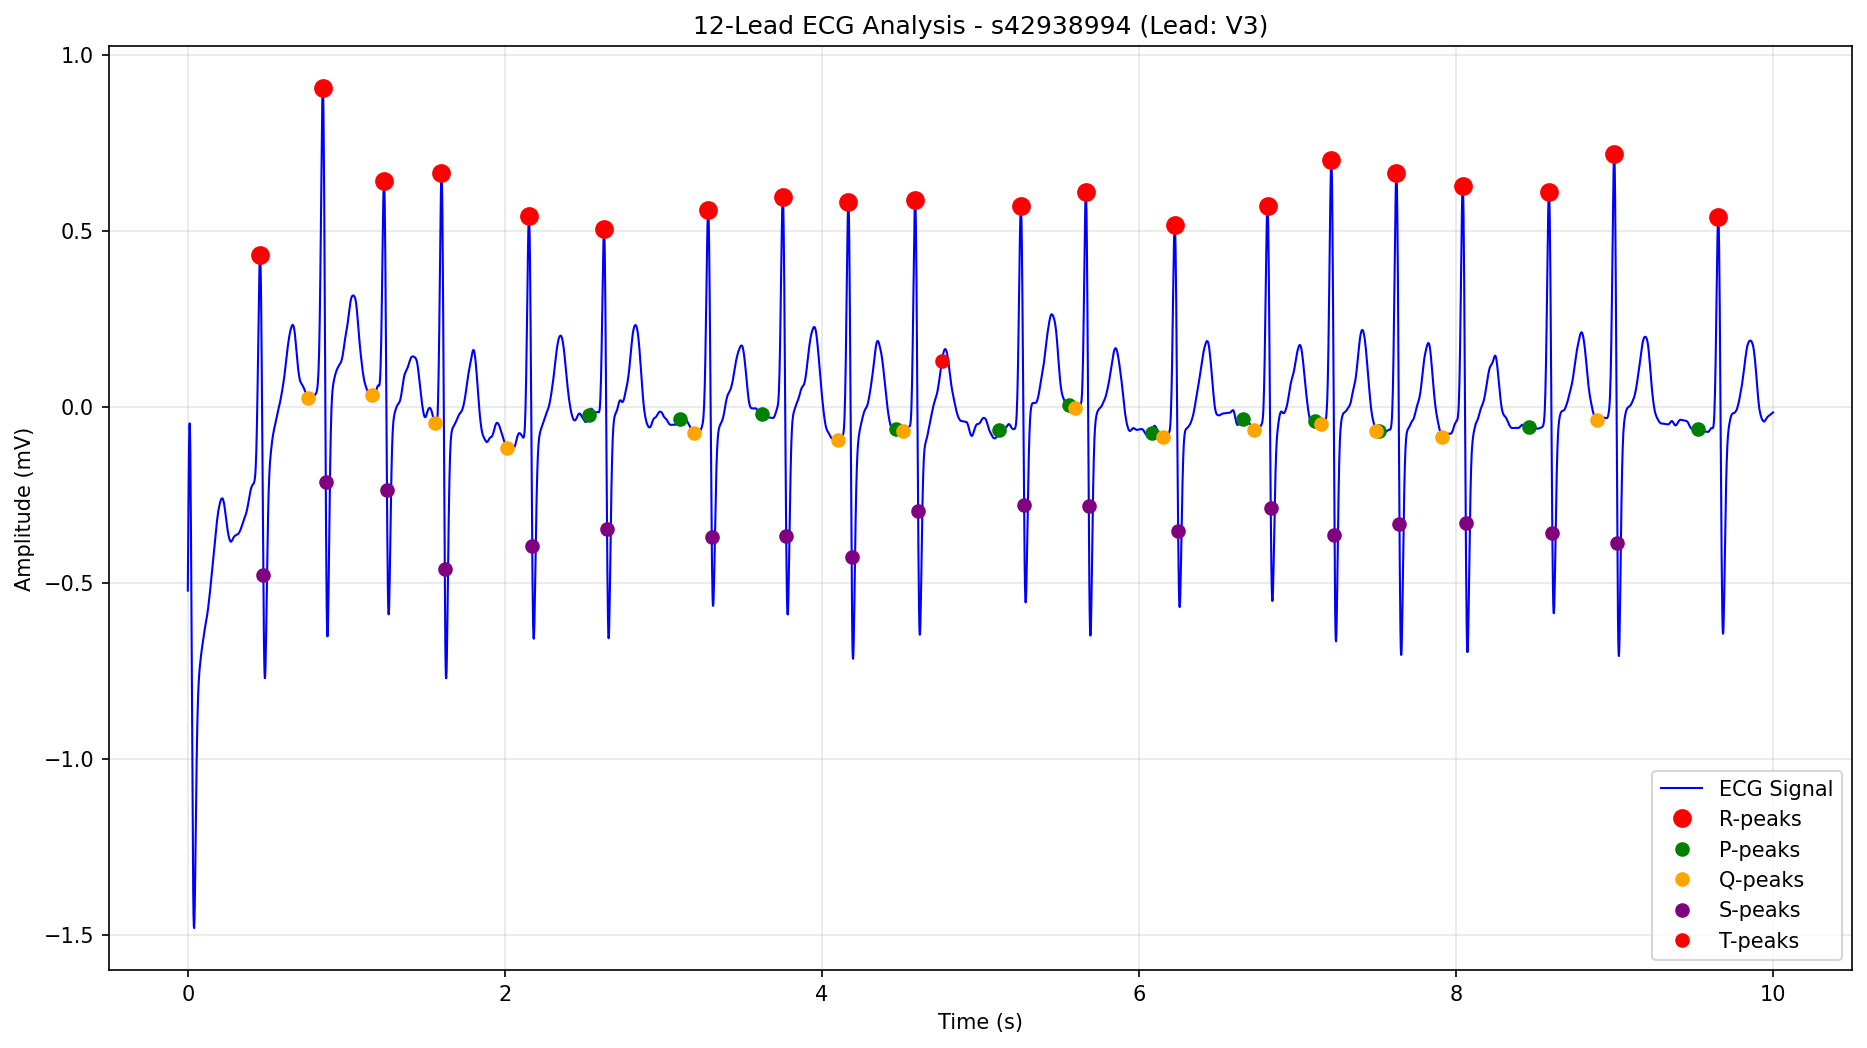 12-Lead ECG Analysis - s42938994 (Lead: V3)
1.0
0.5
0.0
−0.5
−1.0
−1.5
Amplitude (mV)
0 2 4 6 8 10
Time (s)
ECG Signal
R-peaks
P-peaks
Q-peaks
S-peaks
T-peaks